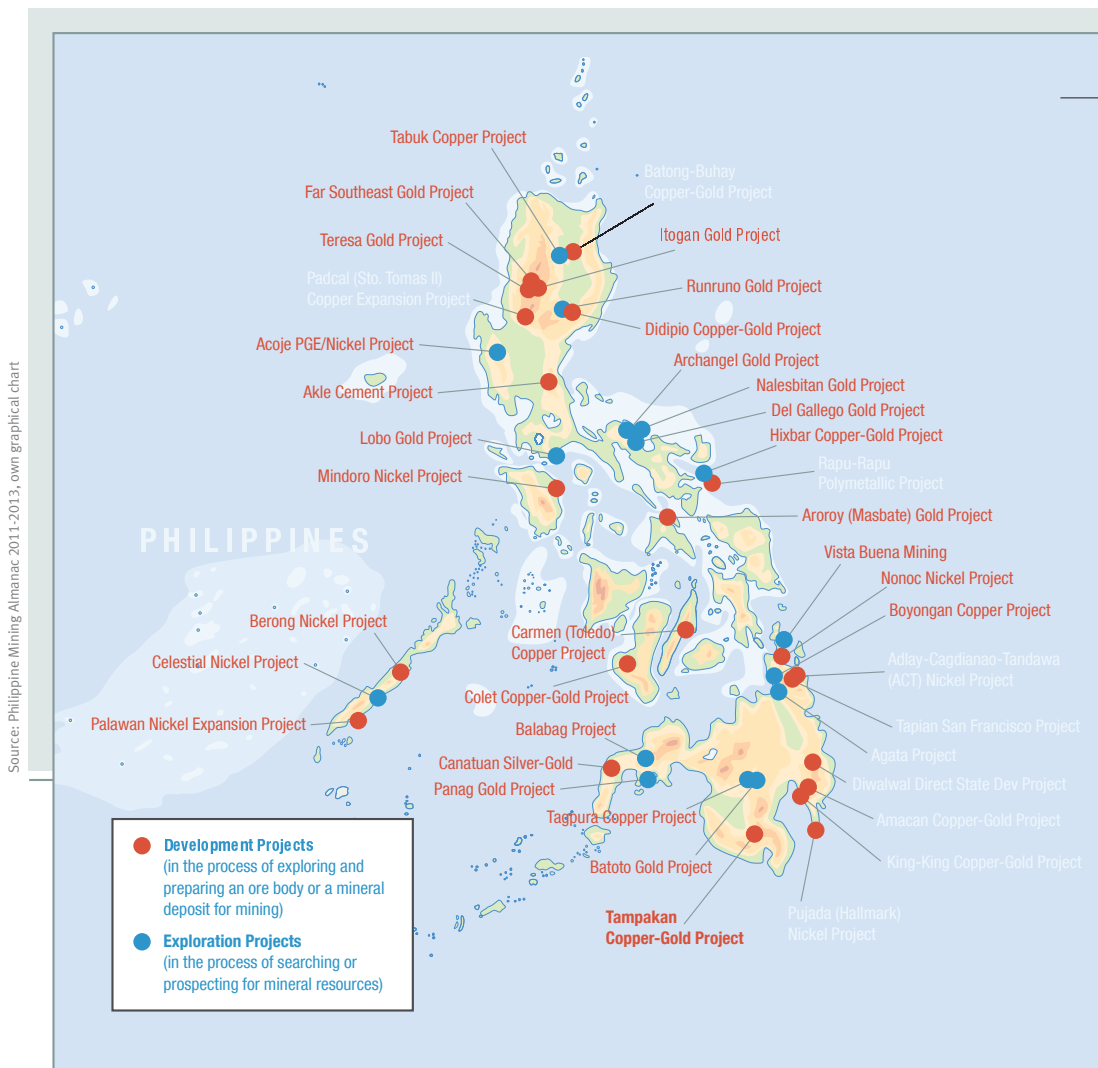 Source: Philippine Mining Almanac 2011-2013, own graphical chart
Tabuk Copper Project
Batong-Buhay
Copper-Gold Project
Far Southeast Gold Project
Itogan Gold Project
Teresa Gold Project
Padcal (Sto. Tomas II)
Copper Expansion Project
Runruno Gold Project
Didipio Copper-Gold Project
Acoje PGE/Nickel Project
Archangel Gold Project
Akle Cement Project
Nalesbitan Gold Project
Del Gallego Gold Project
Lobo Gold Project
Hixbar Copper-Gold Project
Mindoro Nickel Project
Rapu-Rapu
Polymetallic Project
Aroroy (Masbate) Gold Project
PHILIPPINES
Vista Buena Mining
Nonoc Nickel Project
Boyongan Copper Project
Berong Nickel Project
Carmen (Toledo)
Copper Project
Celestial Nickel Project
Adlay-Cagdianao-Tandawa
(ACT) Nickel Project
Colet Copper-Gold Project
Palawan Nickel Expansion Project
Tapian San Francisco Project
Balabag Project
Agata Project
Canatuan Silver-Gold
Diwalwal Direct State Dev Project
Panag Gold Project
Tagpura Copper Project
Amacan Copper-Gold Project
Batoto Gold Project
King-King Copper-Gold Project
Tampakan
Copper-Gold Project
Pujada (Hallmark)
Nickel Project
Development Projects
(in the process of exploring and
preparing an ore body or a mineral
deposit for mining)
Exploration Projects
(in the process of searching or
prospecting for mineral resources)